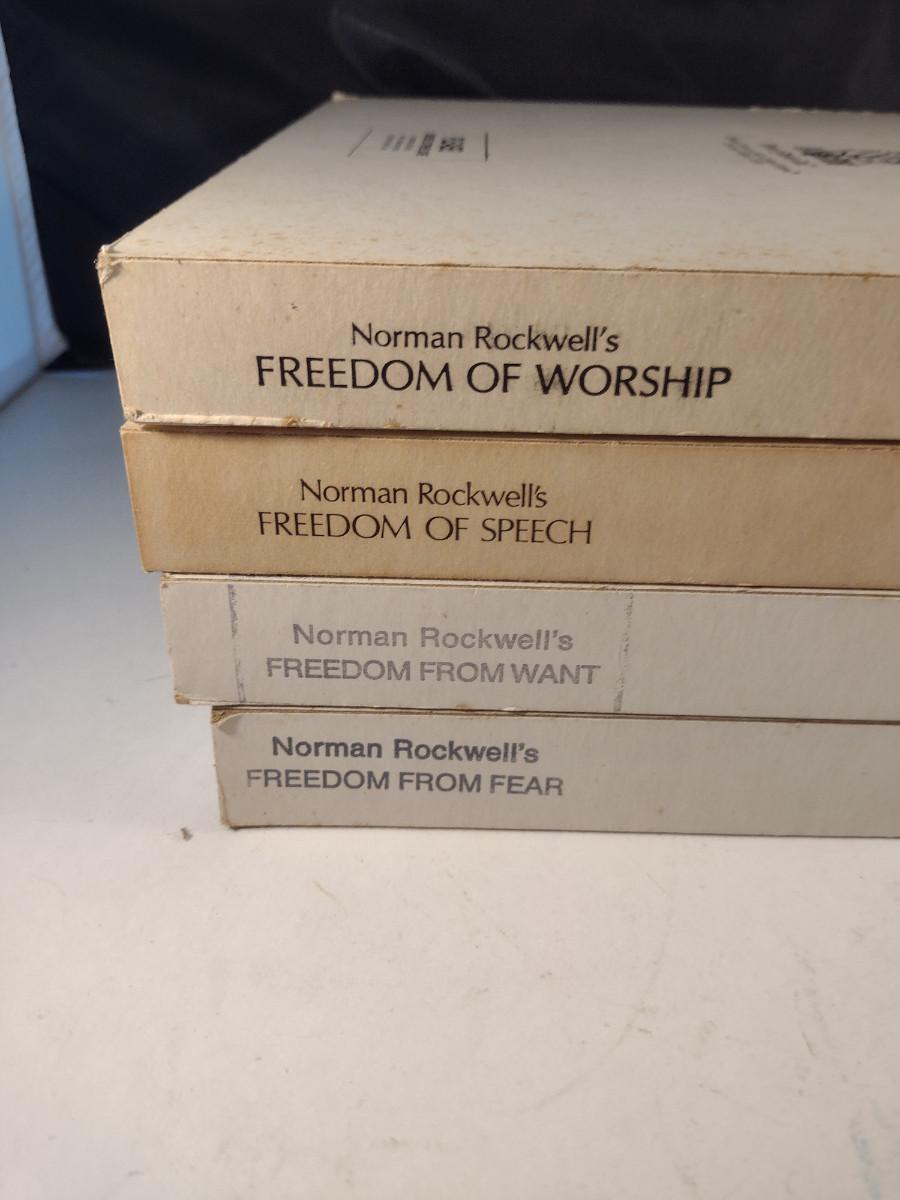 Norman Rockwell's
FREEDOM OF WORSHIP
Norman Rockwell's
FREEDOM OF SPEECH
Norman Rockwell's
FREEDOM FROM WANT
Norman Rockwell's
FREEDOM FROM FEAR